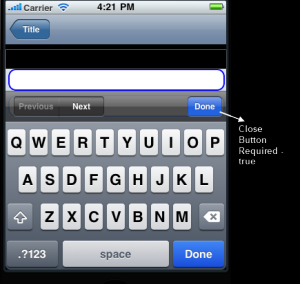 Carrier 4:21 PM
Title
Previous Next Done
Close
Button
Required -
true
Q W E R T Y U I O P
A S D F G H J K L
Z X C V B N M
.?123 space Done